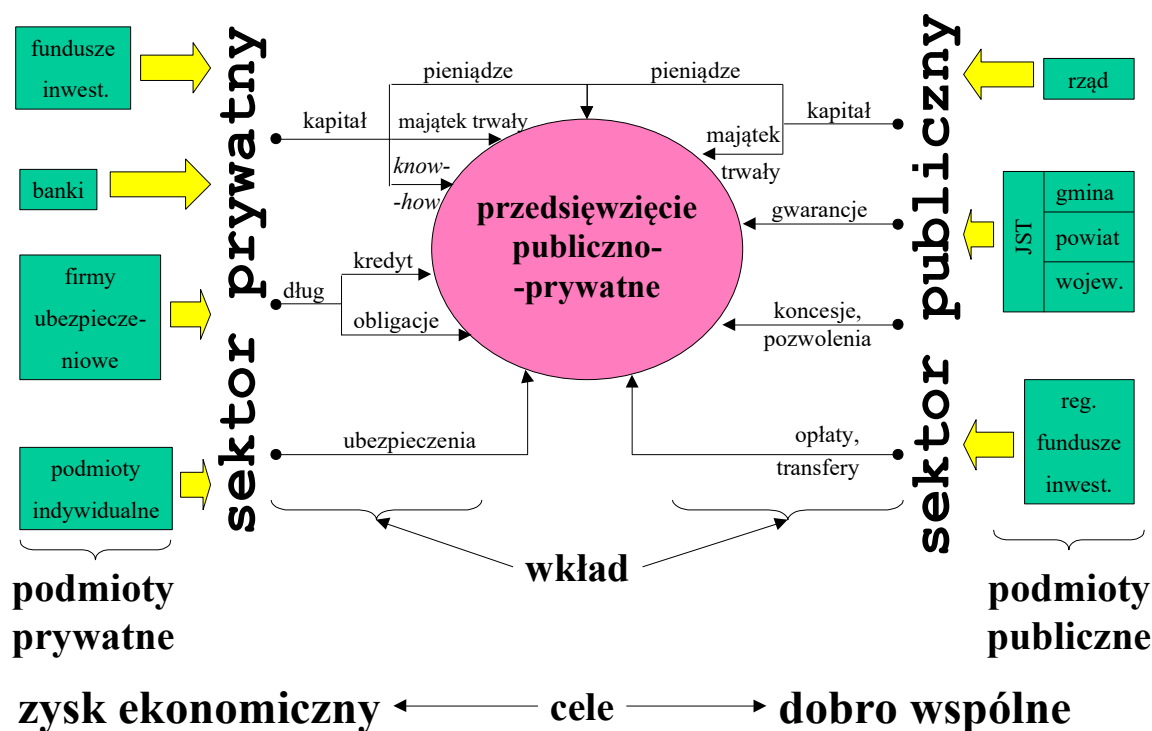 fundusze
inwest.
banki
firmy
ubezpiecze-
niowe
podmioty
indywidualne
podmioty
prywatne
sektor prywatny
kapitał
pieniądze
majątek trwały
know-
-how
dług
kredyt
obligacje
ubezpieczenia
przedsięwzięcie
publiczno-
-prywatne
pieniądze
kapitał
majątek
trwały
gwarancje
koncesje,
pozwolenia
opłaty,
transfery
sektor publiczny
rząd
JST
gmina
powiat
wojew.
reg.
fundusze
inwest.
podmioty
publiczne
wkład
zysk ekonomiczny cele dobro wspólne